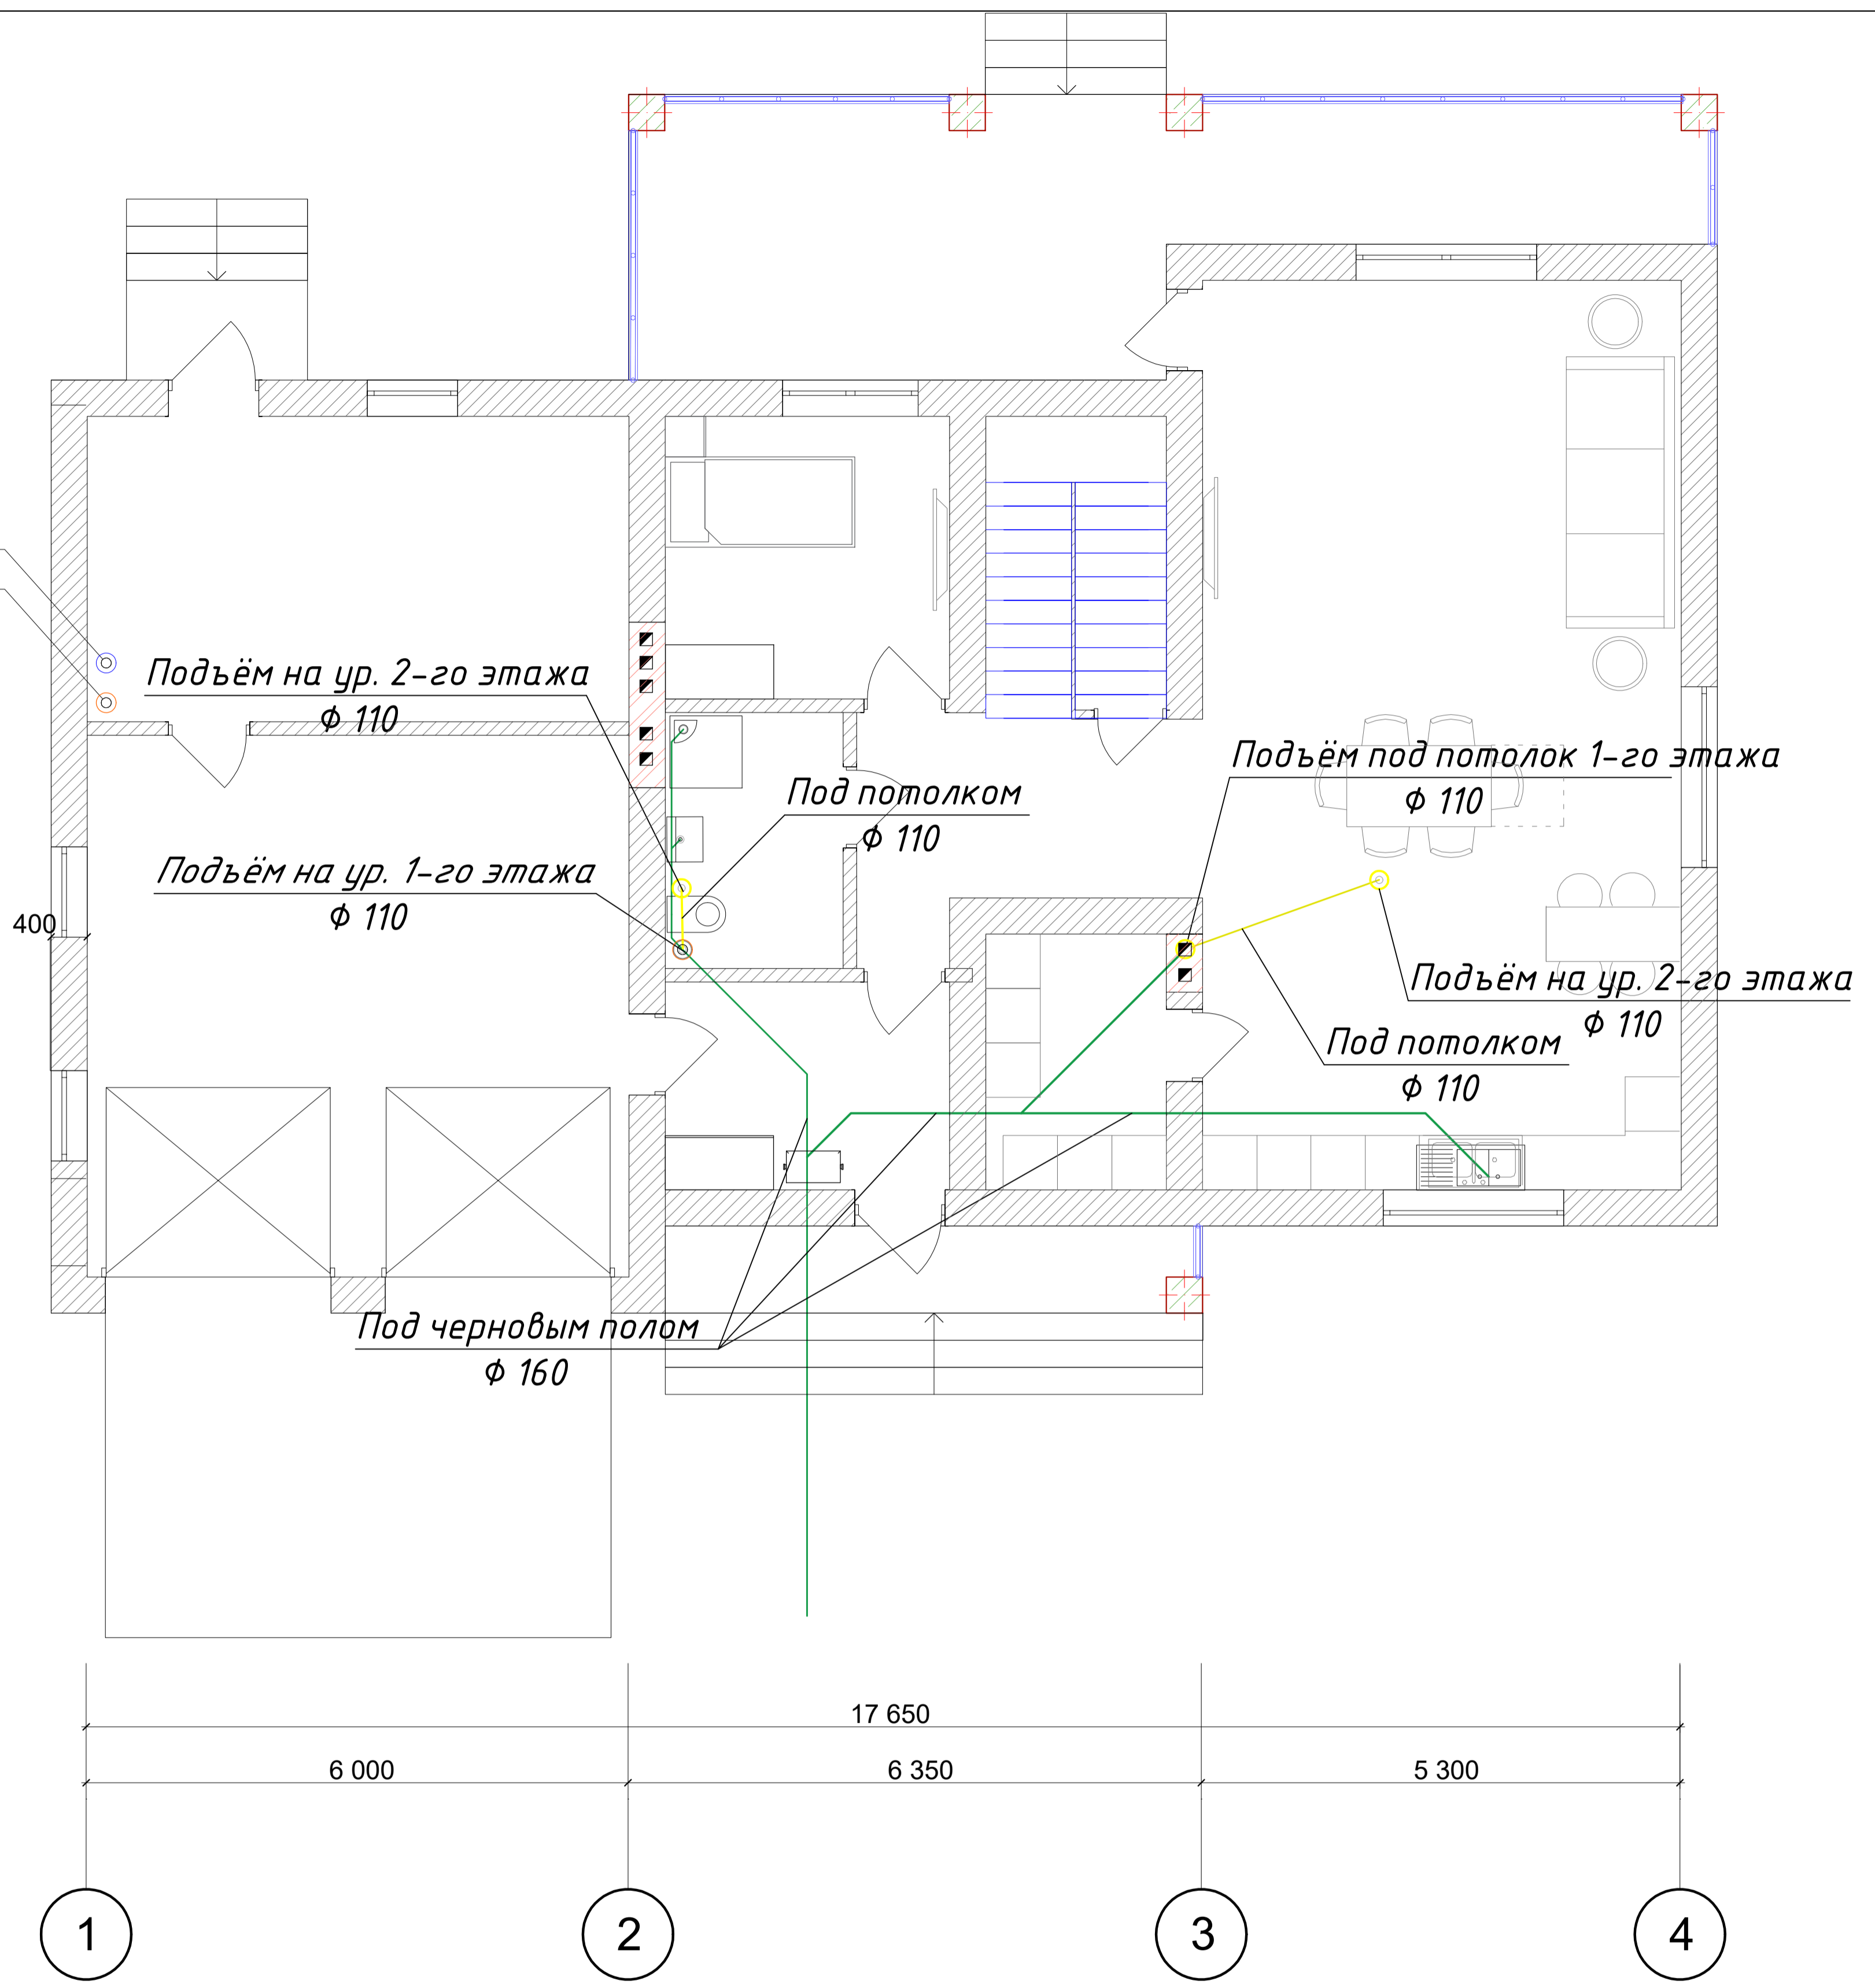 Подъём на ур. 2-го этажа
ф 110
Подъём под потолок 1-го этажа
ф 110
Под потолком
ф 110
Подъём на ур. 1-го этажа
ф 110
400
Подъём на ур. 2-го этажа
ф 110
Под потолком
ф 110
Под черновым полом
ф 160
17 650
6 000
6 350
5 300
1
2
3
4